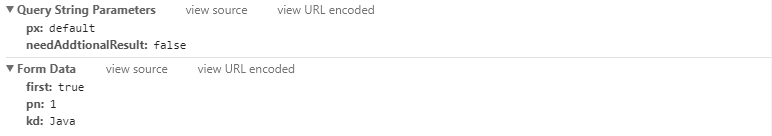 ▼ Query String Parameters view source view URL encoded
px: default
needAddtionalResult: false
▼ Form Data view source view URL encoded
first: true
pn: 1
kd: Java